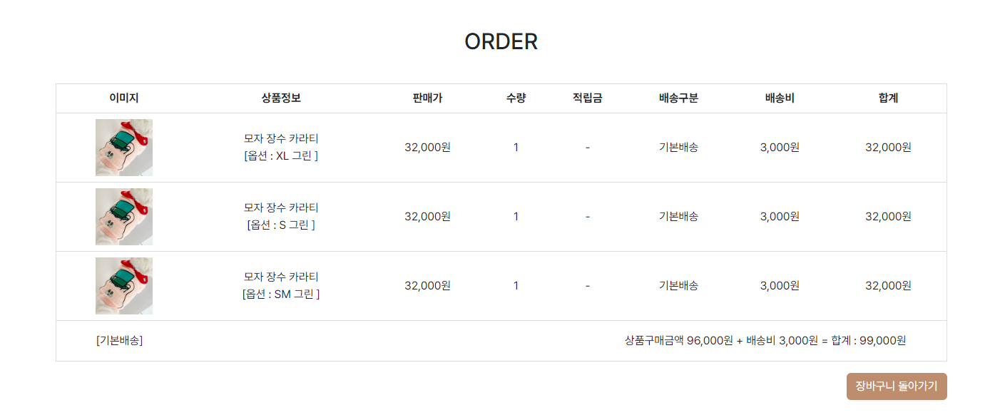 ORDER
이미지 상품정보 판매가 수량 적립금 배송구분 배송비 합계
모자 장수 카라티
[옵션 : XL 그린 ]
32,000원 1 - 기본배송 3,000원 32,000원
모자 장수 카라티
[옵션 : S 그린 ]
32,000원 1 - 기본배송 3,000원 32,000원
모자 장수 카라티
[옵션 : SM 그린 ]
32,000원 1 - 기본배송 3,000원 32,000원
[기본배송] 상품구매금액 96,000원 + 배송비 3,000원 = 합계 : 99,000원
장바구니 돌아가기